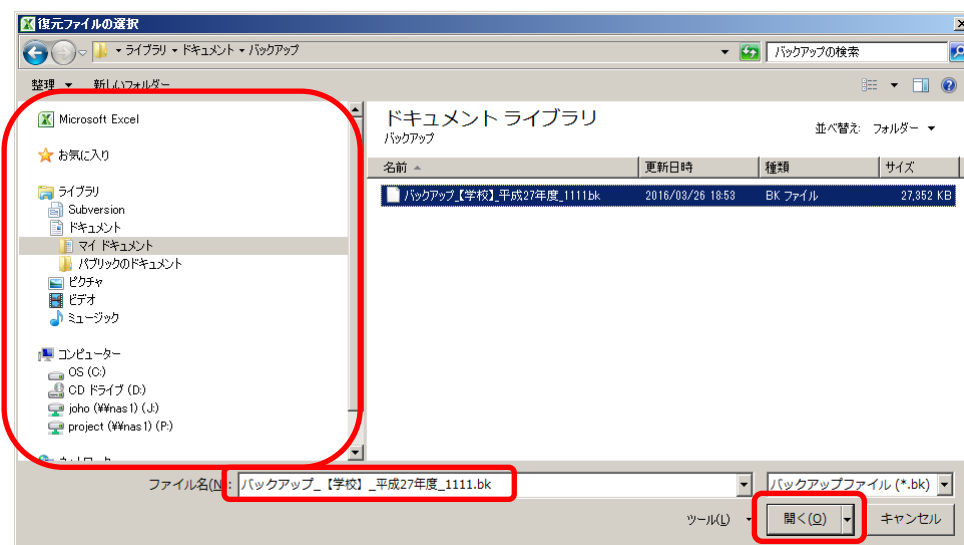 復元ファイルの選択
ライブラリ ドキュメント バックアップ
バックアップの検索
整理 新しいフォルダー
Microsoft Excel
お気に入り
ライブラリ
Subversion
ドキュメント
マイ ドキュメント
パブリックのドキュメント
ピクチャ
ビデオ
ミュージック
コンピューター
OS (C:)
CD ドライブ (D:)
joho (¥¥nas1) (J:)
project (¥¥nas1) (P:)
ドキュメント ライブラリ
バックアップ
並べ替え: フォルダー
名前 更新日時 種類 サイズ
バックアップ_【学校】_平成27年度_1111.bk 2016/03/26 18:53 BK ファイル 27,352 KB
ファイル名(N): バックアップ_【学校】_平成27年度_1111.bk バックアップファイル (*.bk)
ツール(L) 開く(O) キャンセル